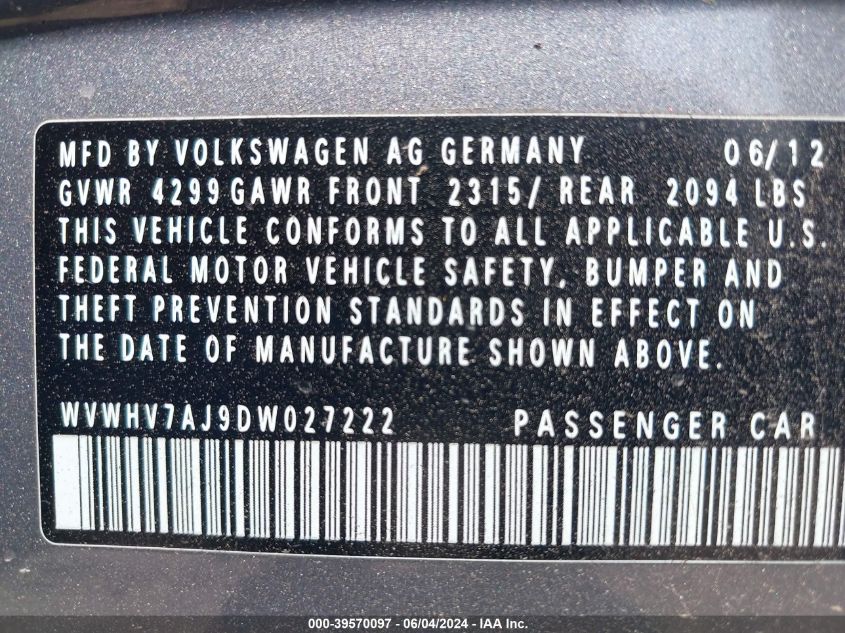 MFD BY VOLKSWAGEN AG GERMANY 06/12
GVWR 4299 GAWR FRONT 2315/ REAR 2094 LBS
THIS VEHICLE CONFORMS TO ALL APPLICABLE U.S.
FEDERAL MOTOR VEHICLE SAFETY, BUMPER AND
THEFT PREVENTION STANDARDS IN EFFECT ON
THE DATE OF MANUFACTURE SHOWN ABOVE.
WVWHV7AJ9DW027222 PASSENGER CAR
000-39570097 - 06/04/2024 - IAA, Inc.